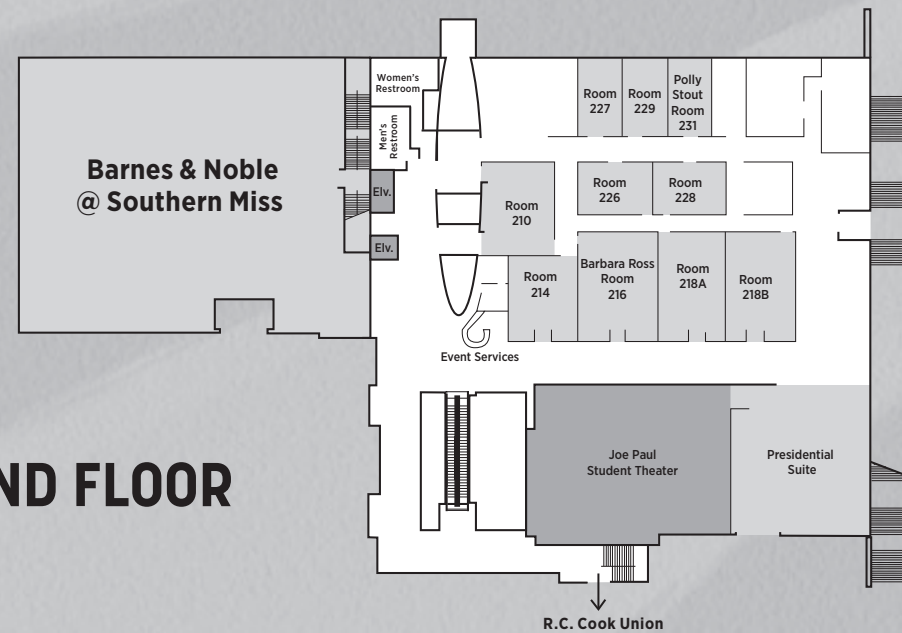 Women's
Restroom
Men's
Restroom
Barnes & Noble
@ Southern Miss
Elv.
Elv.
Room
227
Room
229
Polly
Stout
Room
231
Room
210
Room
226
Room
228
Room
214
Barbara Ross
Room
216
Room
218A
Room
218B
Event Services
ND FLOOR
Joe Paul
Student Theater
Presidential
Suite
R.C. Cook Union